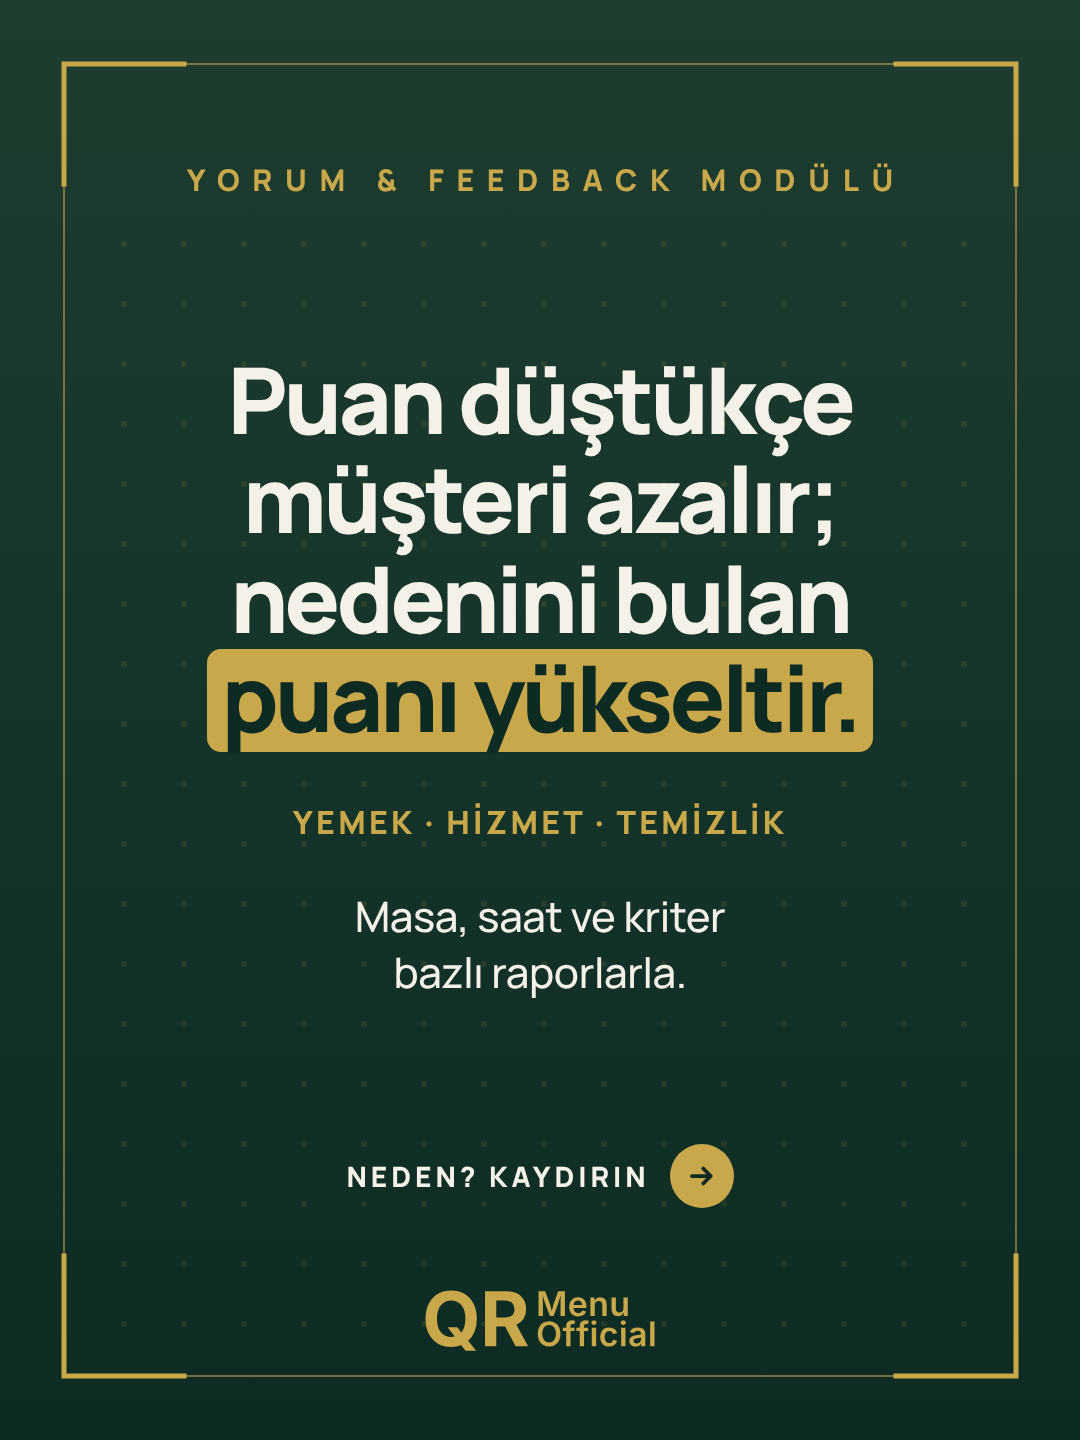 YORUM & FEEDBACK MODÜLÜ
Puan düştükçe
müşteri azalır;
nedenini bulan
puanı yükseltir.
YEMEK · HİZMET · TEMİZLİK
Masa, saat ve kriter
bazlı raporlarla.
NEDEN? KAYDIRIN
QR Menu
Official